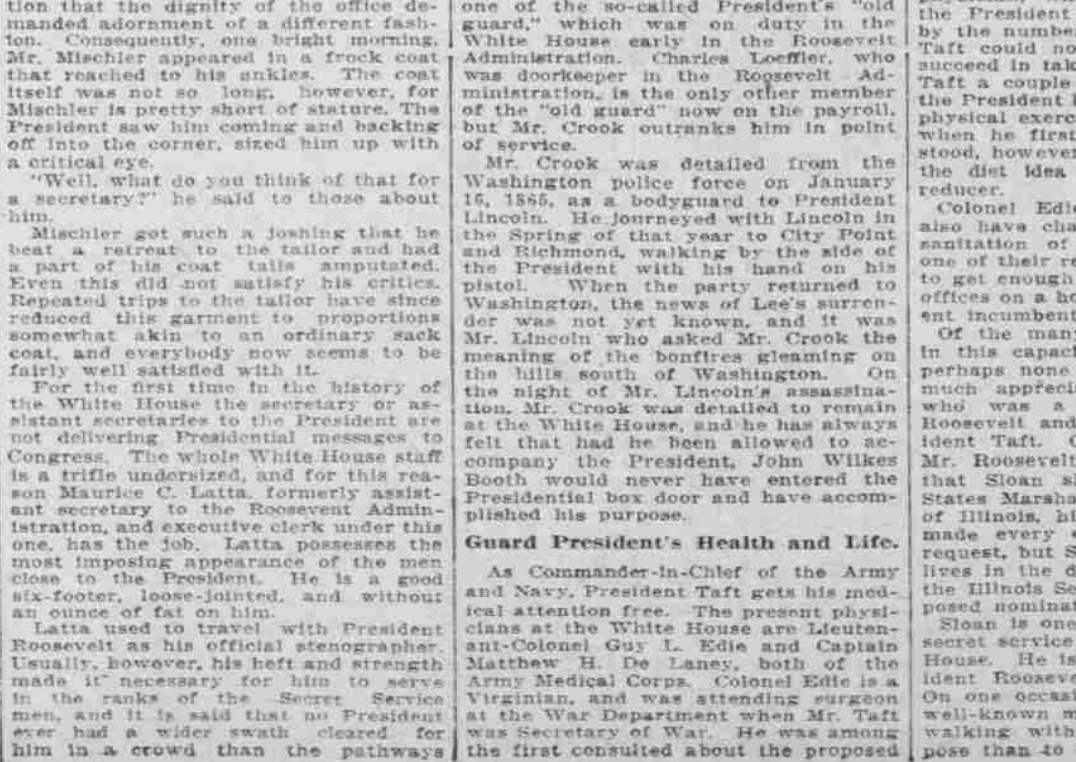 tion that the dignity of the office de-
manded adornment of a different fash-
ion. Consequently, one bright morning,
Mr. Mischler appeared in a frock coat
that reached to his ankles. The coat
itself was not so long, however, for
Mischler is pretty short of stature. The
President saw him coming and backing
off into the corner, sized him up with
a critical eye.
"Well, what do you think of that for
a secretary?" he said to those about
him.
Mischler got such a joshing that he
beat a retreat to the tailor and had
a part of his coat tails amputated.
Even this did not satisfy his critics.
Repeated trips to the tailor have since
reduced this garment to proportions
somewhat akin to an ordinary sack
coat, and everybody now seems to be
fairly well satisfied with it.
For the first time in the history of
the White House the secretary or as-
sistant secretaries to the President are
not delivering Presidential messages to
Congress. The whole White House staff
is a trifle undersized, and for this rea-
son Maurice C. Latta, formerly assist-
ant secretary to the Roosevent Admin-
istration, and executive clerk under this
one, has the job. Latta possesses the
most imposing appearance of the men
close to the President. He is a good
six-footer, loose-jointed, and without
an ounce of fat on him.
Latta used to travel with President
Roosevelt as his official stenographer.
Usually, however, his heft and strength
made it necessary for him to serve
in the ranks of the Secret Service
men, and it is said that no President
ever had a wider swath cleared for
him in a crowd than the pathways
one of the so-called President's "old
guard," which was on duty in the
White House early in the Roosevelt
Administration. Charles Loeffler, who
was doorkeeper in the Roosevelt Ad-
ministration, is the only other member
of the "old guard" now on the payroll,
but Mr. Crook outranks him in point
of service.
Mr. Crook was detailed from the
Washington police force on January
15, 1865, as a bodyguard to President
Lincoln. He journeyed with Lincoln in
the Spring of that year to City Point
and Richmond, walking by the side of
the President with his hand on his
pistol. When the party returned to
Washington, the news of Lee's surren-
der was not yet known, and it was
Mr. Lincoln who asked Mr. Crook the
meaning of the bonfires gleaming on
the hills south of Washington. On
the night of Mr. Lincoln's assassina-
tion, Mr. Crook was detailed to remain
at the White House, and he has always
felt that had he been allowed to ac-
company the President, John Wilkes
Booth would never have entered the
Presidential box door and have accom-
plished his purpose.
Guard President's Health and Life.
As Commander-in-Chief of the Army
and Navy, President Taft gets his med-
ical attention free. The present physi-
cians at the White House are Lieuten-
ant-Colonel Guy L. Edie and Captain
Matthew H. De Laney, both of the
Army Medical Corps. Colonel Edie is a
Virginian, and was attending surgeon
at the War Department when Mr. Taft
was Secretary of War. He was among
the first consulted about the proposed
the President
by the number
Taft could no
succeed in tak
Taft a couple
the President
physical exerc
when he first
stood, however
the diet idea
reducer.
Colonel Edie
also have cha
sanitation of
one of their re
to get enough
offices on a ho
ent incumbent
Of the many
in this capac
perhaps none
much appreci
who was a
Roosevelt and
ident Taft.
Mr. Roosevelt
that Sloan s
States Marsha
of Illinois, hi
made every
request, but S
lives in the d
the Illinois Se
posed nominat
Sloan is one
secret service
House. He is
ident Rooseve
On one occas
well-known m
walking with
pose than to